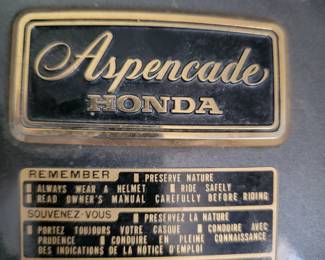 Aspencade
HONDA
REMEMBER ■ PRESERVE NATURE
■ ALWAYS WEAR A HELMET ■ RIDE SAFELY
■ READ OWNER'S MANUAL CAREFULLY BEFORE RIDING
SOUVENEZ-VOUS ■ PRESERVEZ LA NATURE
■ PORTEZ TOUJOURS VOTRE CASQUE ■ CONDUIRE AVEC
PRUDENCE ■ CONDUIRE EN PLEINE CONNAISSANCE
DES INDICATIONS DE LA NOTICE D'EMPLOI